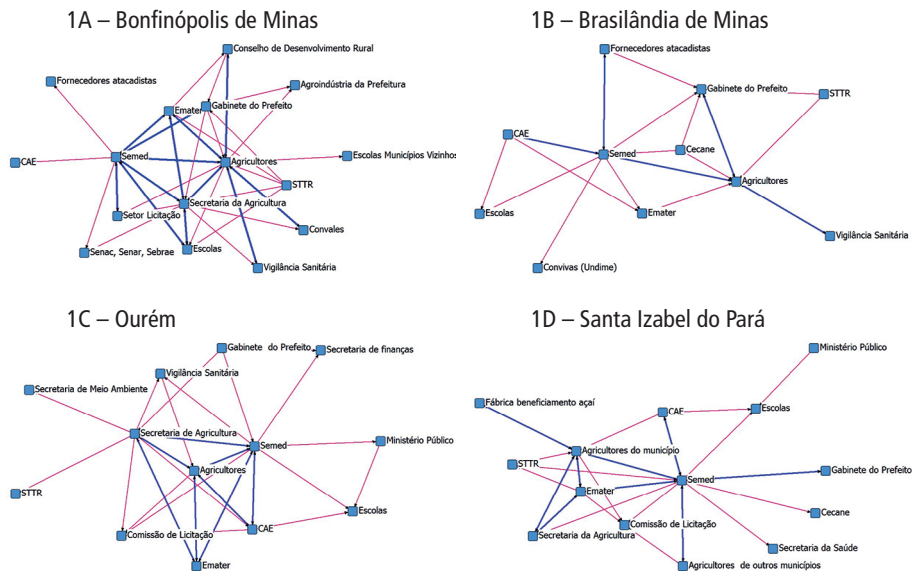 1A – Bonfinópolis de Minas
Conselho de Desenvolvimento Rural
Fornecedores atacadistas
Agroindústria da Prefeitura
Gabinete do Prefeito
Emater
CAE
Semed
Agricultores
Escolas Municípios Vizinhos
STTR
Secretaria da Agricultura
Setor Licitação
Convales
Senac, Senar, Sebrae
Escolas
Vigilância Sanitária
1B – Brasilândia de Minas
Fornecedores atacadistas
Gabinete do Prefeito
STTR
CAE
Cecane
Semed
Agricultores
Escolas
Emater
Vigilância Sanitária
Convivas (Undime)
1C – Ourém
Gabinete do Prefeito
Secretaria de finanças
Vigilância Sanitária
Secretaria de Meio Ambiente
Secretaria de Agricultura
Semed
Ministério Público
Agricultores
STTR
Escolas
Comissão de Licitação
CAE
Emater
1D – Santa Izabel do Pará
Ministério Público
Fábrica beneficiamento açaí
CAE
Escolas
Agricultores do município
STTR
Semed
Gabinete do Prefeito
Emater
Cecane
Comissão de Licitação
Secretaria da Agricultura
Secretaria da Saúde
Agricultores de outros municípios